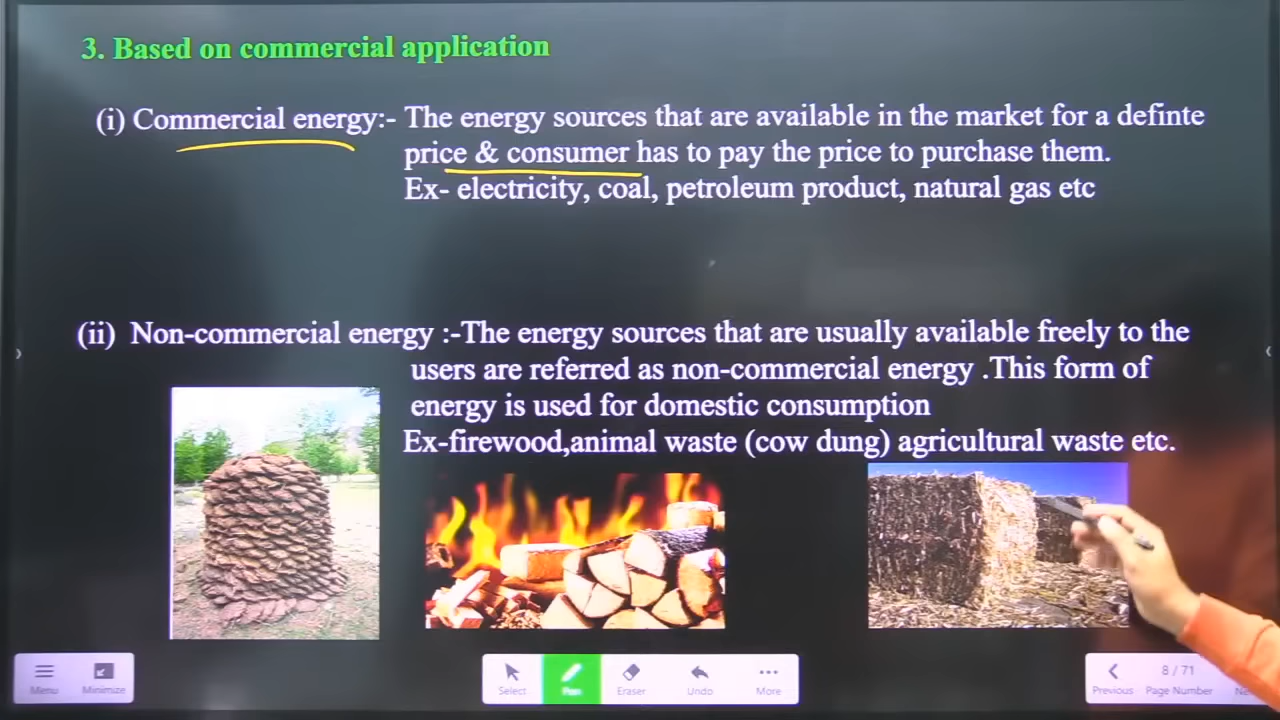 3. Based on commercial application
(i) Commercial energy:- The energy sources that are available in the market for a definte
price & consumer has to pay the price to purchase them.
Ex- electricity, coal, petroleum product, natural gas etc
(ii) Non-commercial energy :-The energy sources that are usually available freely to the
users are referred as non-commercial energy .This form of
energy is used for domestic consumption
Ex-firewood,animal waste (cow dung) agricultural waste etc.
Menu Minimize Select Pen Eraser Undo More Previous 8 / 71 Page Number